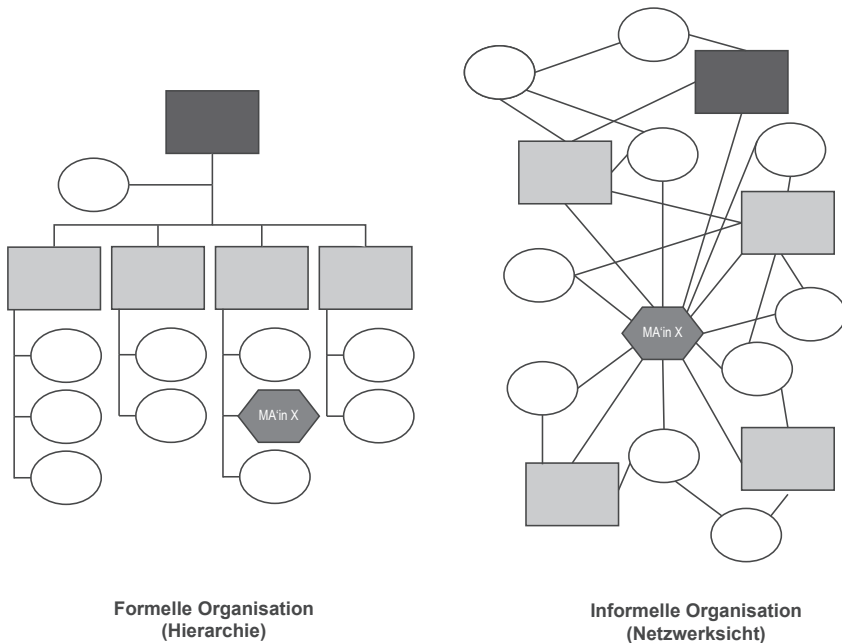 MA‘in X
Formelle Organisation
(Hierarchie)
MA‘in X
Informelle Organisation
(Netzwerksicht)